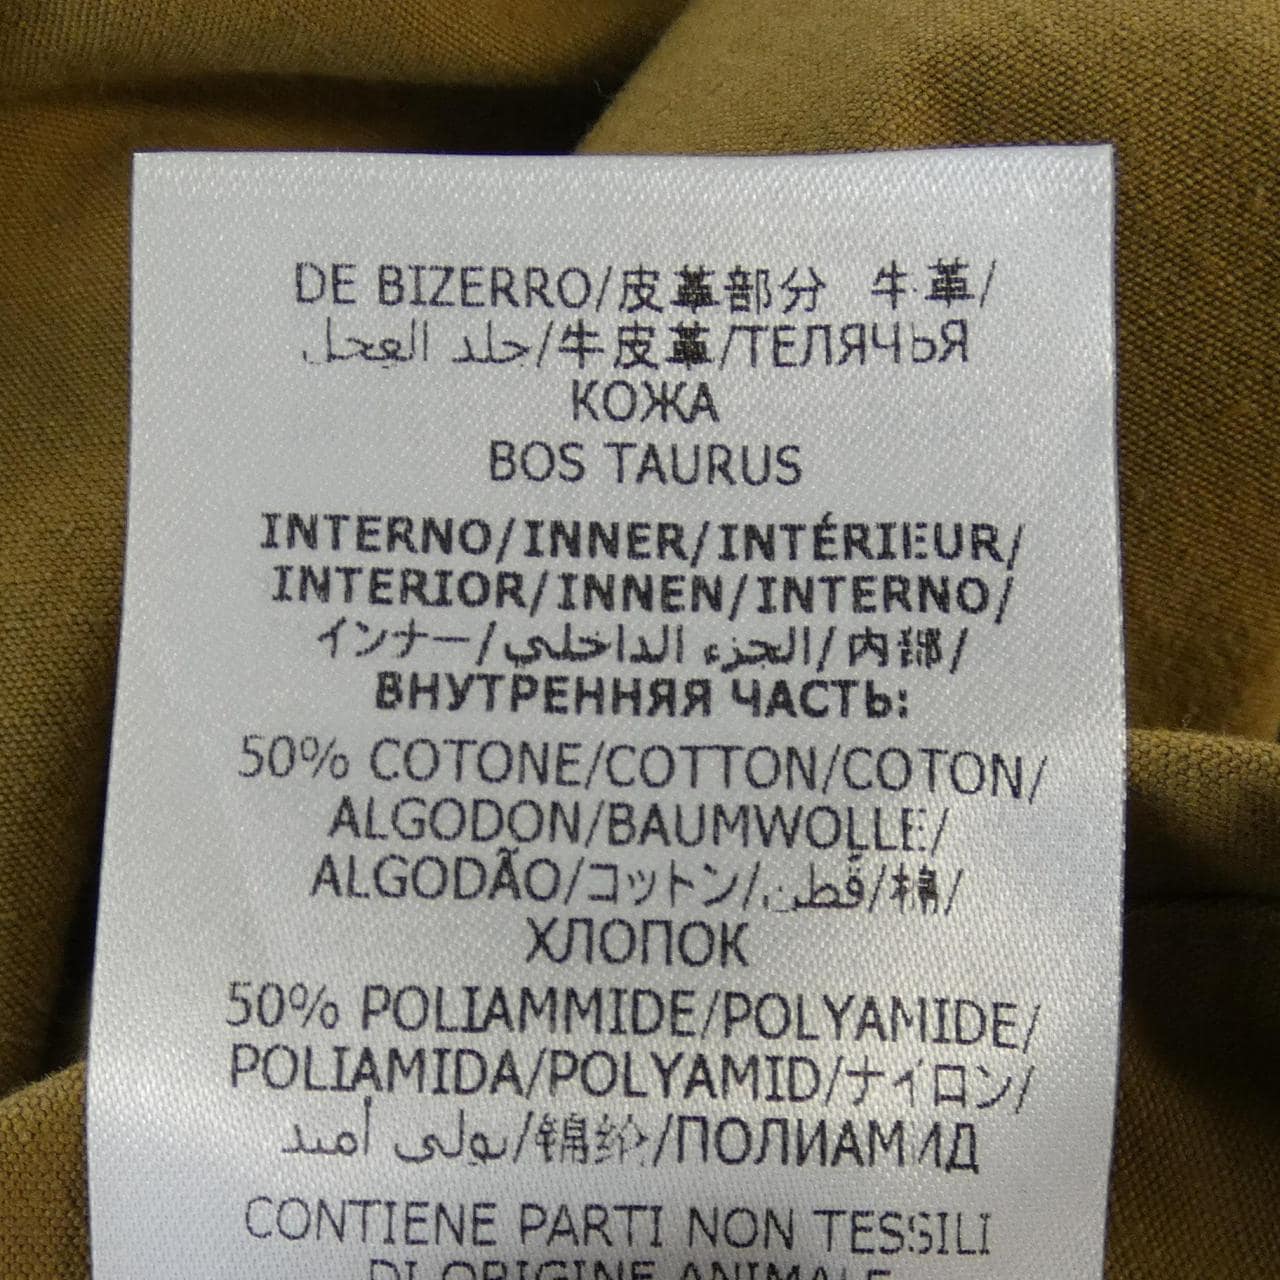 DE BIZERRO/皮革部分 牛革/
جلد العجل/牛皮革/ТЕЛЯЧЬЯ
КОЖА
BOS TAURUS
INTERNO/INNER/INTÉRIEUR/
INTERIOR/INNEN/INTERNO/
インナー/الجزء الداخلي/内部/
ВНУТРЕННЯЯ ЧАСТЬ:
50% COTONE/COTTON/COTON/
ALGODON/BAUMWOLLE/
ALGODÃO/コットン/قطن/棉/
ХЛОПОК
50% POLIAMMIDE/POLYAMIDE/
POLIAMIDA/POLYAMID/ナイロン/
بولي أميد/锦纶/ПОЛИАМИД
CONTIENE PARTI NON TESSILI
DI ORIGINE ANIMALE